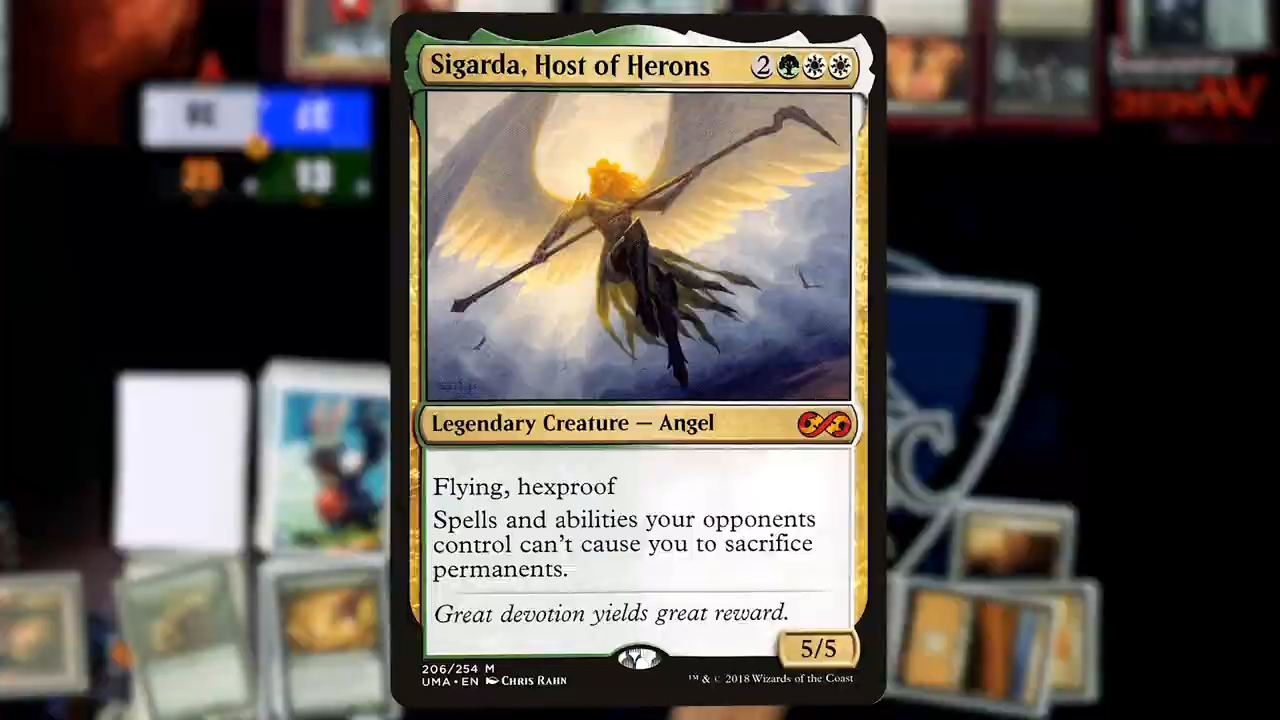 Sigarda, Host of Herons 2
Legendary Creature — Angel
Flying, hexproof
Spells and abilities your opponents
control can't cause you to sacrifice
permanents.
Great devotion yields great reward.
5/5
206/254 M
UMA • EN Chris Rahn
™ & © 2018 Wizards of the Coast